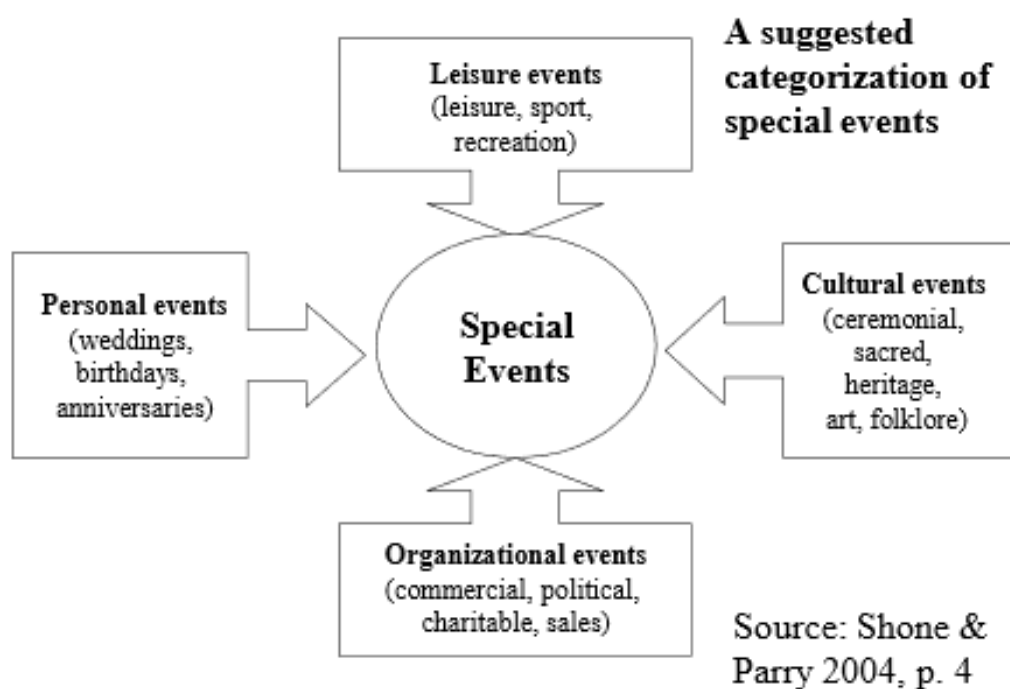 A suggested
categorization of
special events
Leisure events
(leisure, sport,
recreation)
Personal events
(weddings,
birthdays,
anniversaries)
Special
Events
Cultural events
(ceremonial,
sacred,
heritage,
art, folklore)
Organizational events
(commercial, political,
charitable, sales)
Source: Shone &
Parry 2004, p. 4